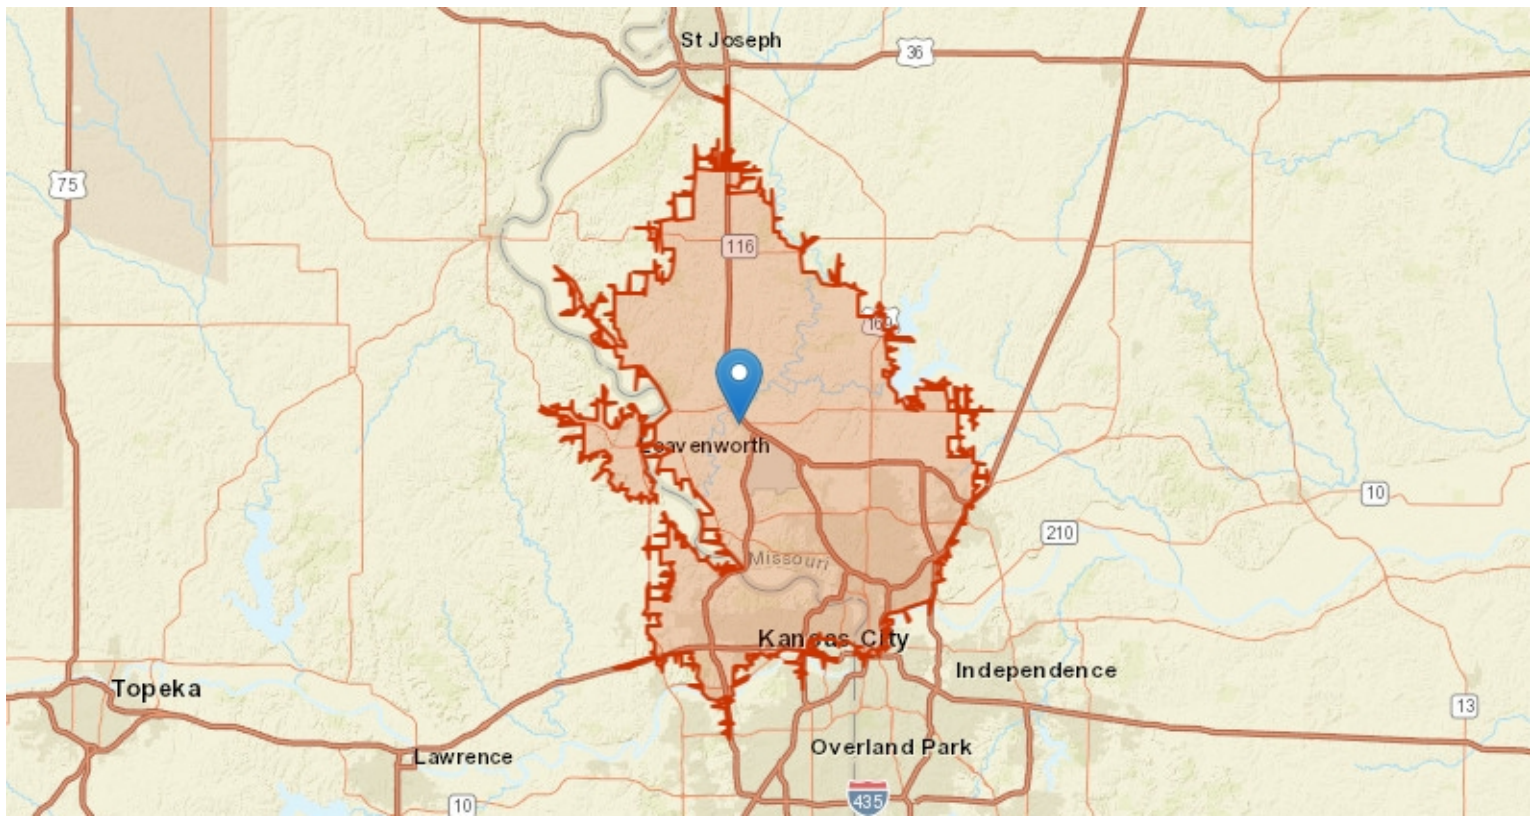 St Joseph
36
75
116
169
Leavenworth
10
210
Missouri
Kansas City
Independence
Topeka
13
Overland Park
Lawrence
435
10